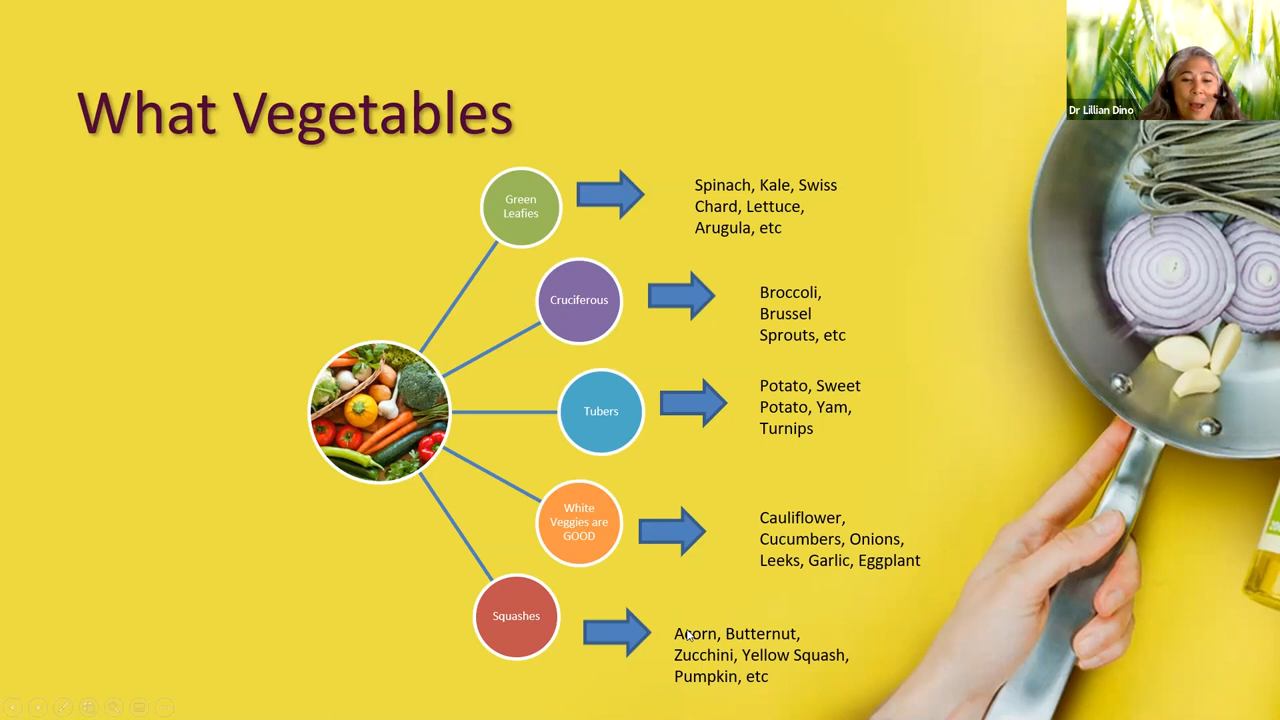 What Vegetables
Dr Lillian Dino
Green
Leafies
Spinach, Kale, Swiss
Chard, Lettuce,
Arugula, etc
Cruciferous
Broccoli,
Brussel
Sprouts, etc
Tubers
Potato, Sweet
Potato, Yam,
Turnips
White
Veggies are
GOOD
Cauliflower,
Cucumbers, Onions,
Leeks, Garlic, Eggplant
Squashes
Acorn, Butternut,
Zucchini, Yellow Squash,
Pumpkin, etc